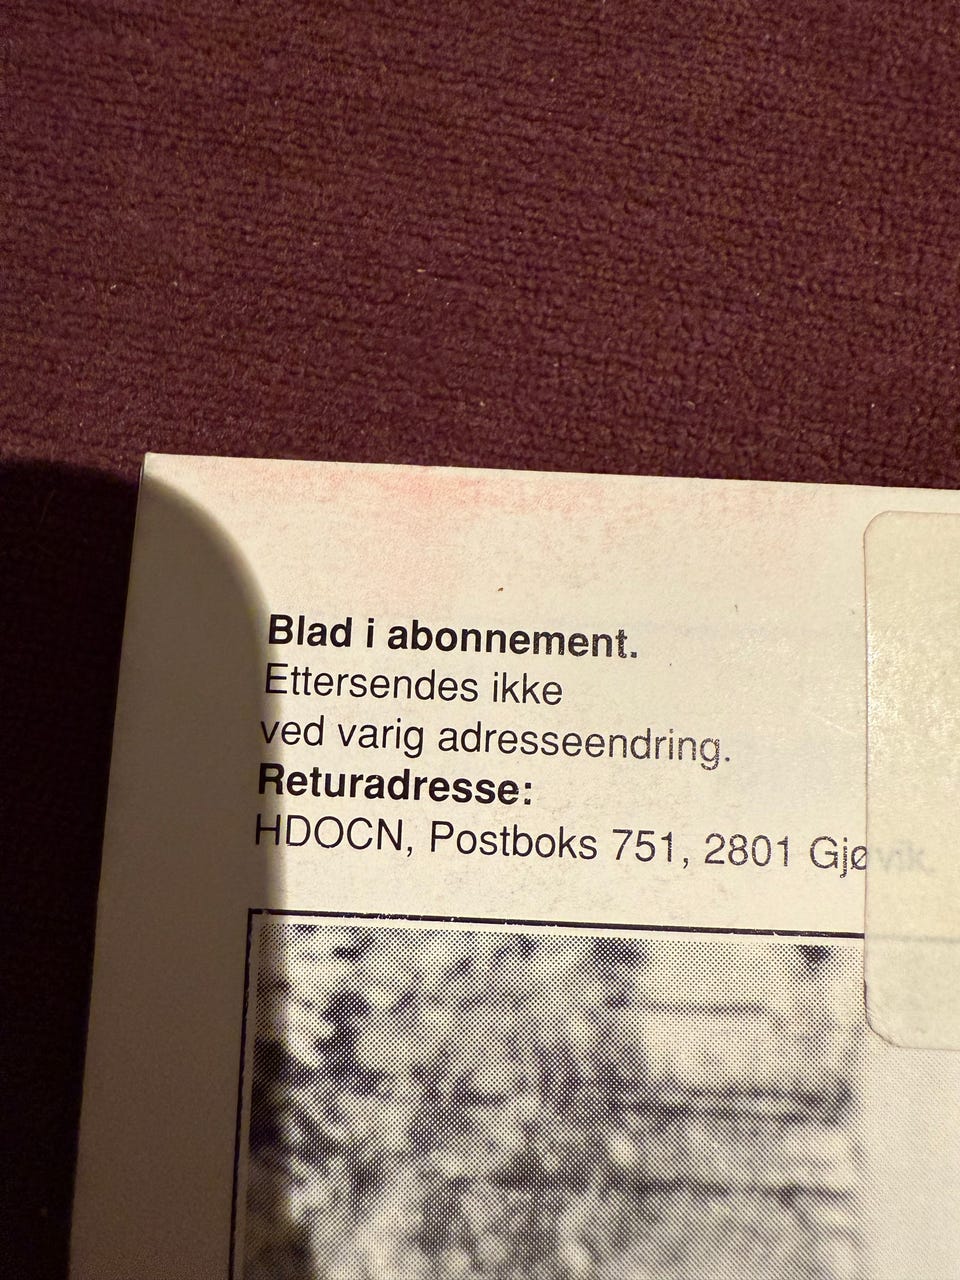 Blad i abonnement.
Ettersendes ikke
ved varig adresseendring.
Returadresse:
HDOCN, Postboks 751, 2801 Gjøvik.